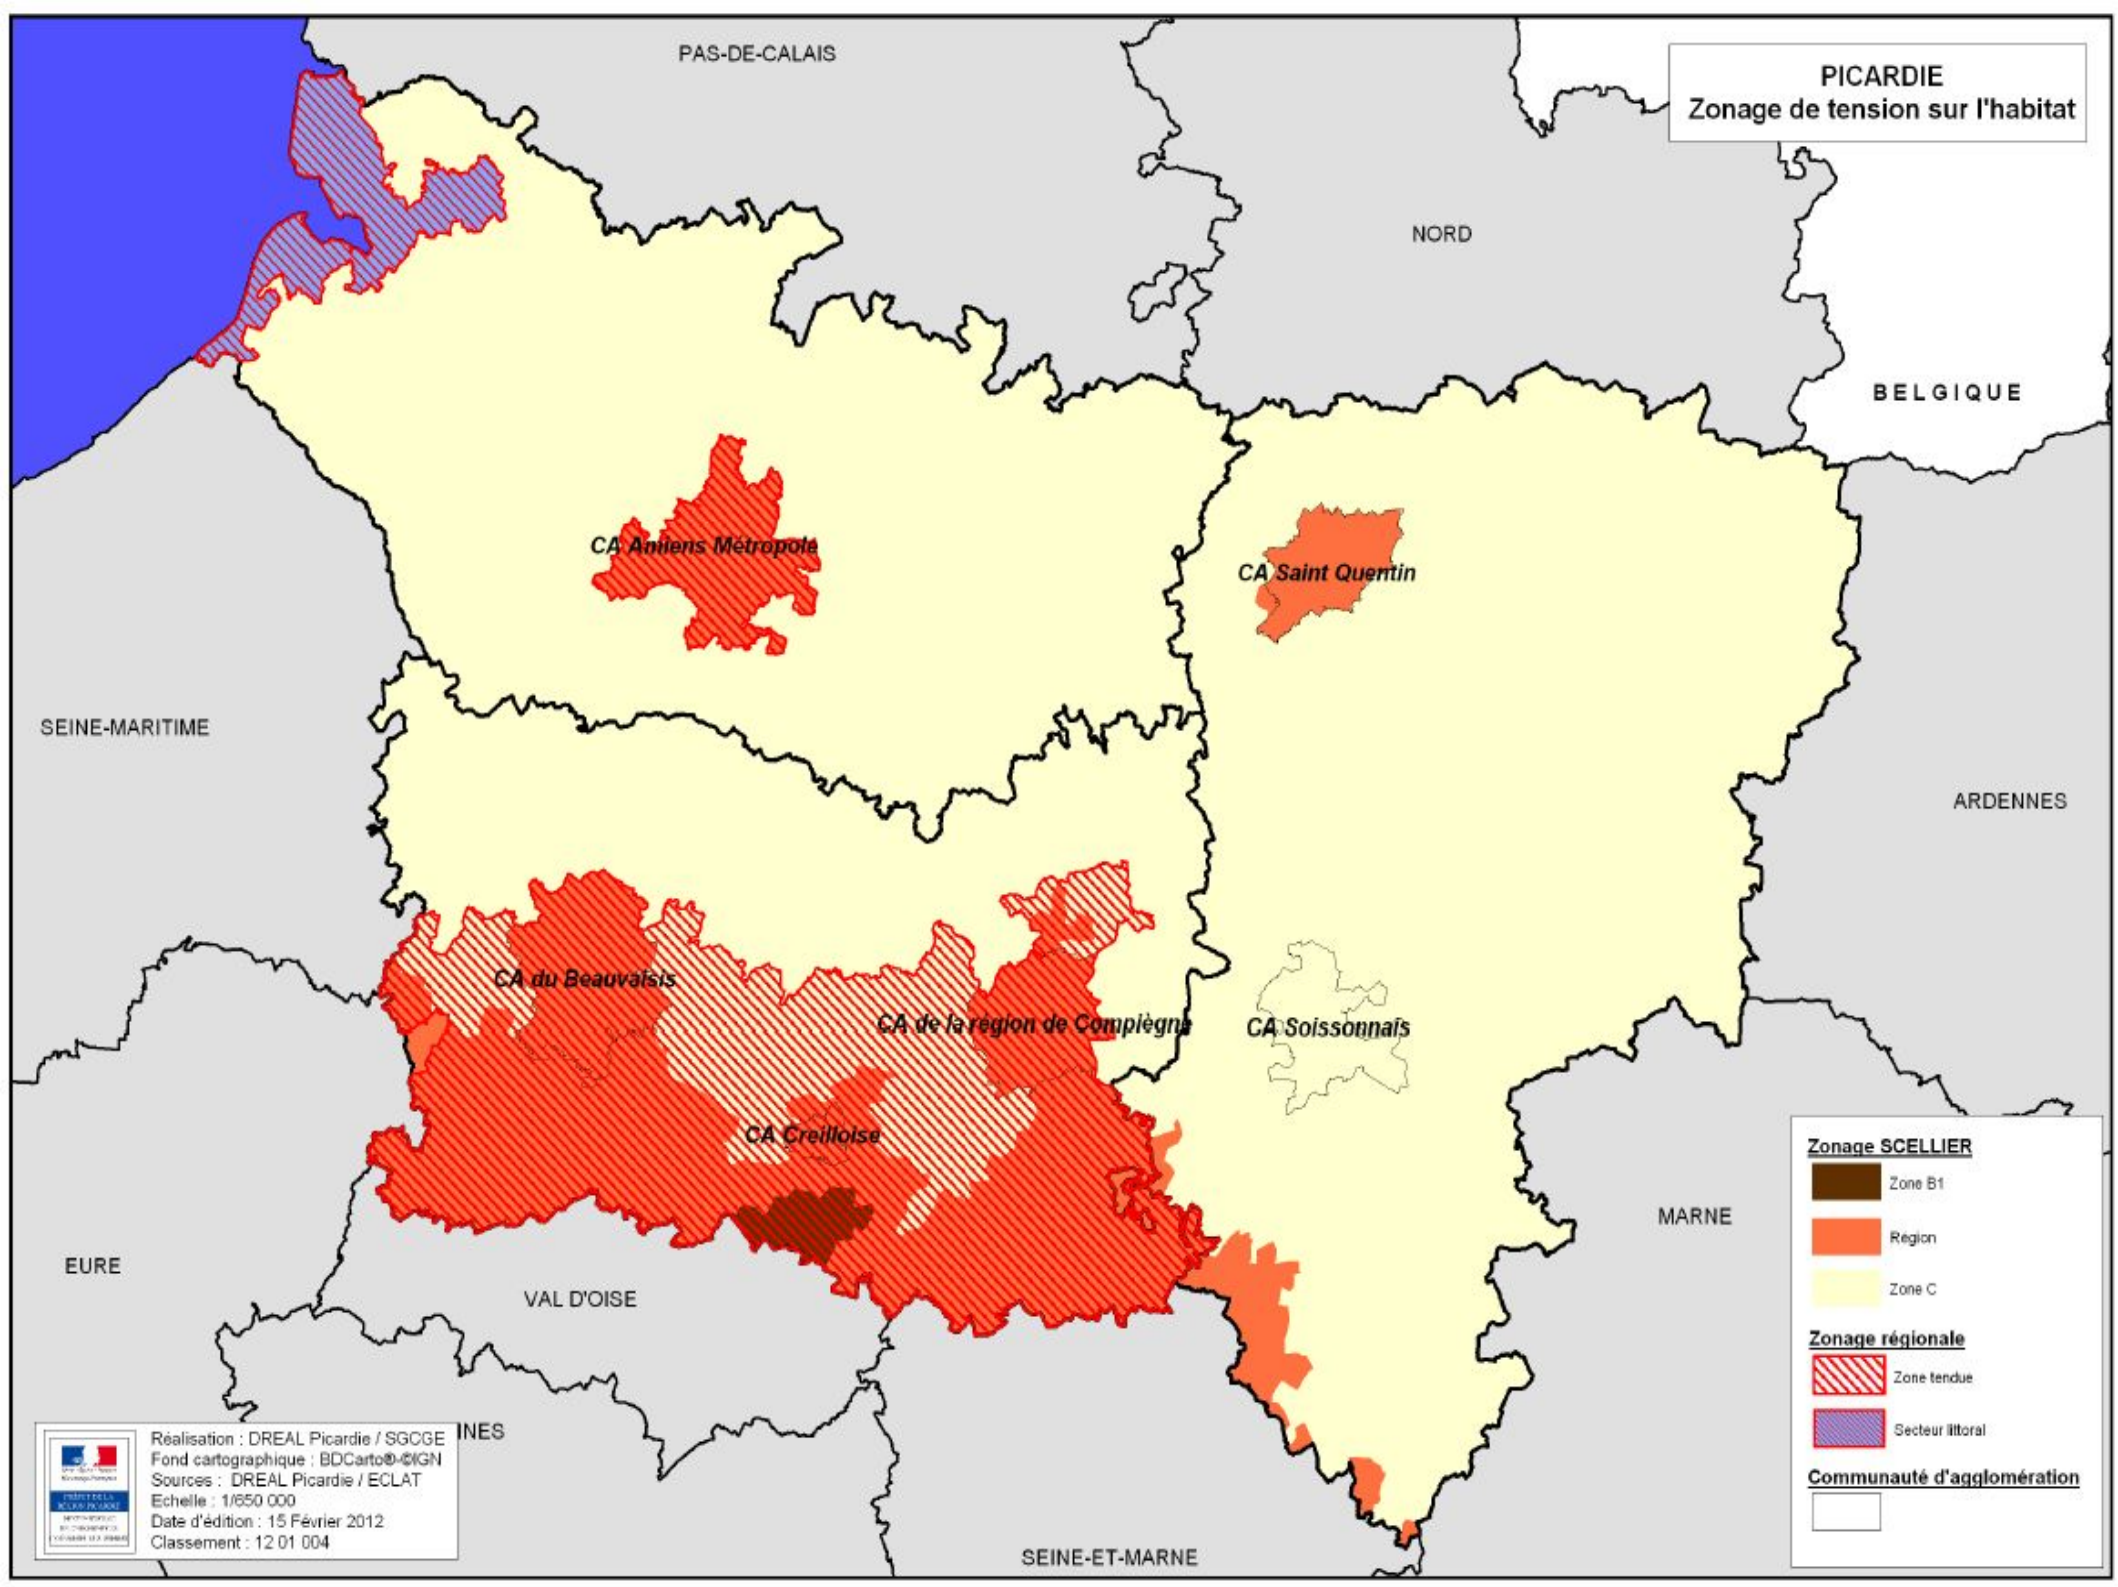 PICARDIE
Zonage de tension sur l'habitat
PAS-DE-CALAIS
NORD
BELGIQUE
CA Amiens Métropole
CA Saint Quentin
SEINE-MARITIME
ARDENNES
CA du Beauvaisis
CA de la région de Compiègne
CA Soissonnais
CA Creilloise
MARNE
EURE
VAL D'OISE
INES
SEINE-ET-MARNE
Zonage SCELLIER
Zone B1
Région
Zone C
Zonage régionale
Zone tendue
Secteur littoral
Communauté d'agglomération
Réalisation : DREAL Picardie / SGCGE
Fond cartographique : BDCarto®-©IGN
Sources : DREAL Picardie / ECLAT
Echelle : 1/650 000
Date d'édition : 15 Février 2012
Classement : 12 01 004